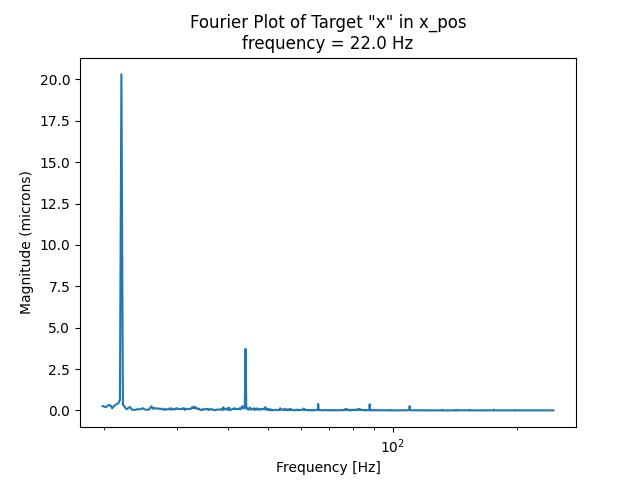 Fourier Plot of Target "x" in x_pos
frequency = 22.0 Hz
20.0
17.5
15.0
12.5
10.0
7.5
5.0
2.5
0.0
Magnitude (microns)
10²
Frequency [Hz]